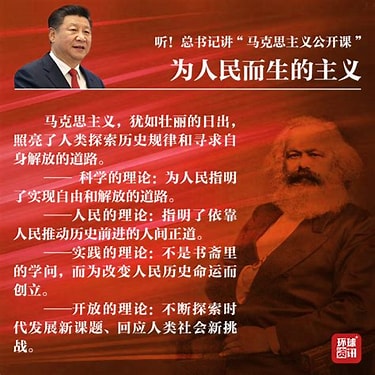 听！总书记讲“马克思主义公开课”
为人民而生的主义
马克思主义，犹如壮丽的日出，
照亮了人类探索历史规律和寻求自
身解放的道路。
——科学的理论：为人民指明
了实现自由和解放的道路。
——人民的理论：指明了依靠
人民推动历史前进的人间正道。
——实践的理论：不是书斋里
的学问，而为改变人民历史命运而
创立。
——开放的理论：不断探索时
代发展新课题、回应人类社会新挑
战。
环球
资讯